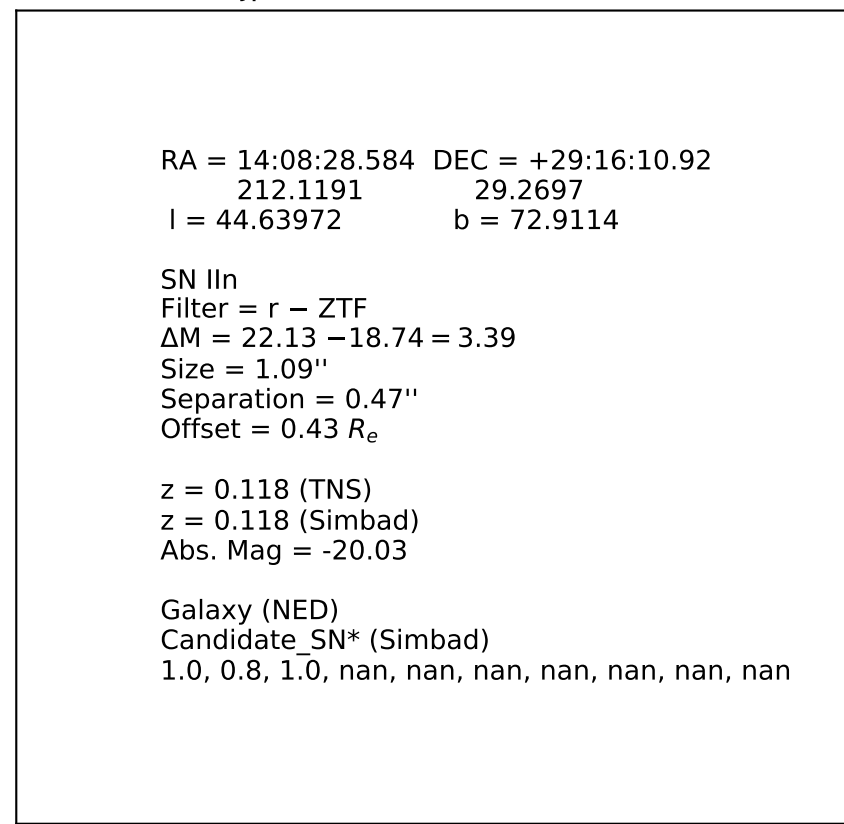 RA = 14:08:28.584 DEC = +29:16:10.92
212.1191 29.2697
l = 44.63972 b = 72.9114
SN IIn
Filter = r − ZTF
ΔM = 22.13 −18.74 = 3.39
Size = 1.09''
Separation = 0.47''
Offset = 0.43 Rₑ
z = 0.118 (TNS)
z = 0.118 (Simbad)
Abs. Mag = -20.03
Galaxy (NED)
Candidate_SN* (Simbad)
1.0, 0.8, 1.0, nan, nan, nan, nan, nan, nan, nan